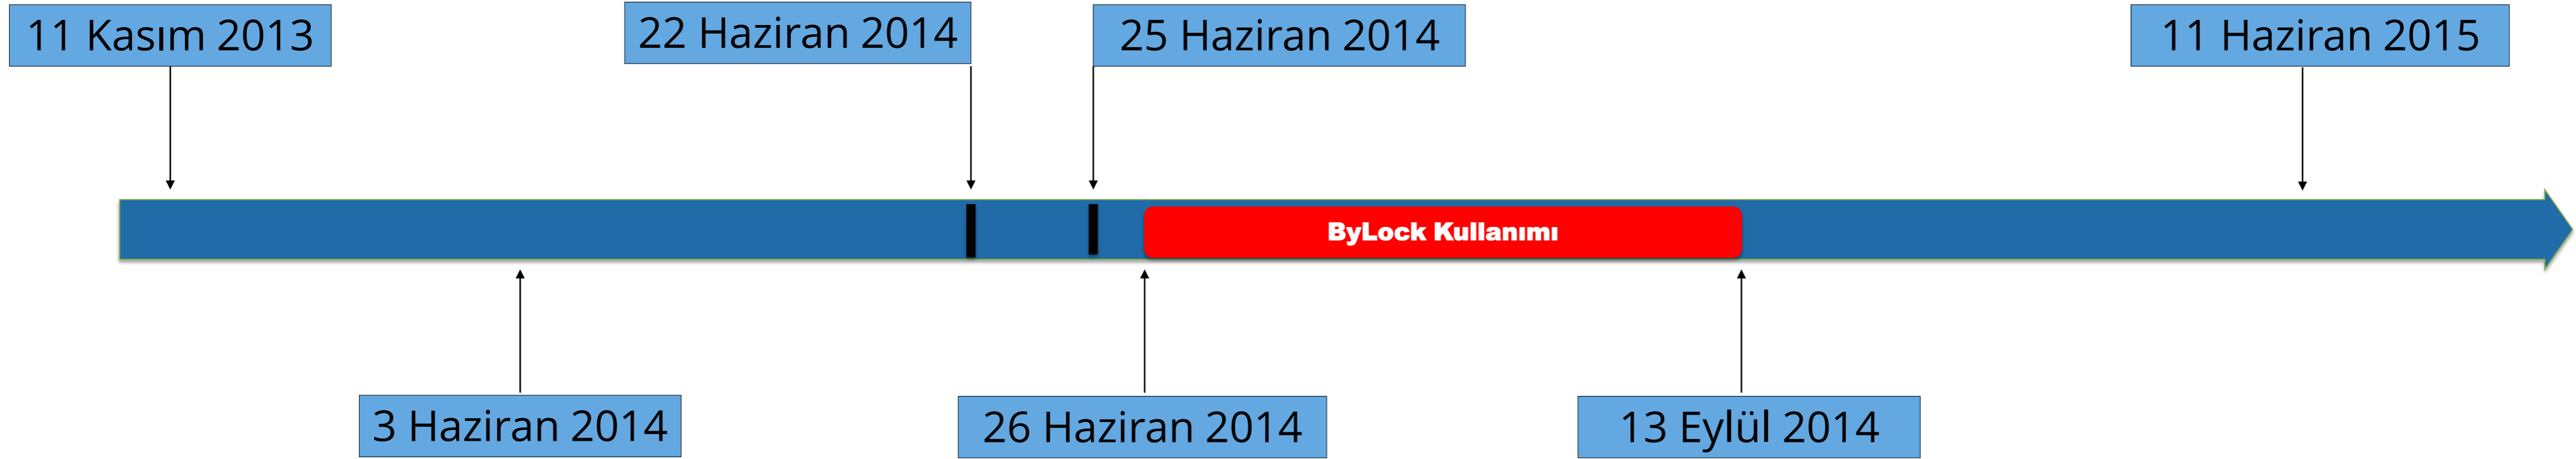 11 Kasım 2013
22 Haziran 2014
25 Haziran 2014
11 Haziran 2015
ByLock Kullanımı
3 Haziran 2014
26 Haziran 2014
13 Eylül 2014